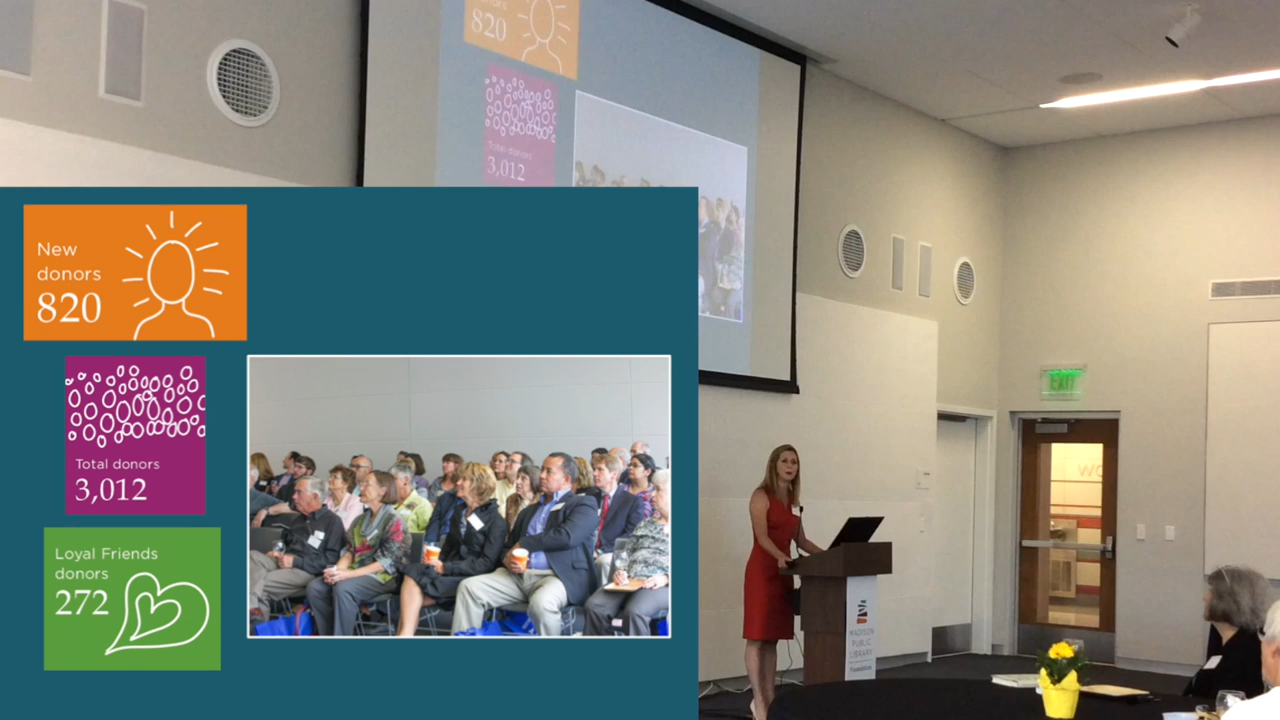 820
Total donors
3,012
New
donors
820
Total donors
3,012
Loyal Friends
donors
272
EXIT
MADISON
PUBLIC
LIBRARY
Foundation